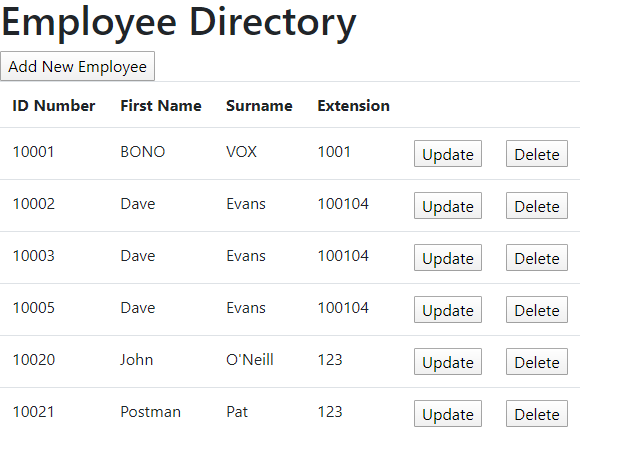 Employee Directory
Add New Employee
ID Number First Name Surname Extension
10001 BONO VOX 1001 Update Delete
10002 Dave Evans 100104 Update Delete
10003 Dave Evans 100104 Update Delete
10005 Dave Evans 100104 Update Delete
10020 John O'Neill 123 Update Delete
10021 Postman Pat 123 Update Delete